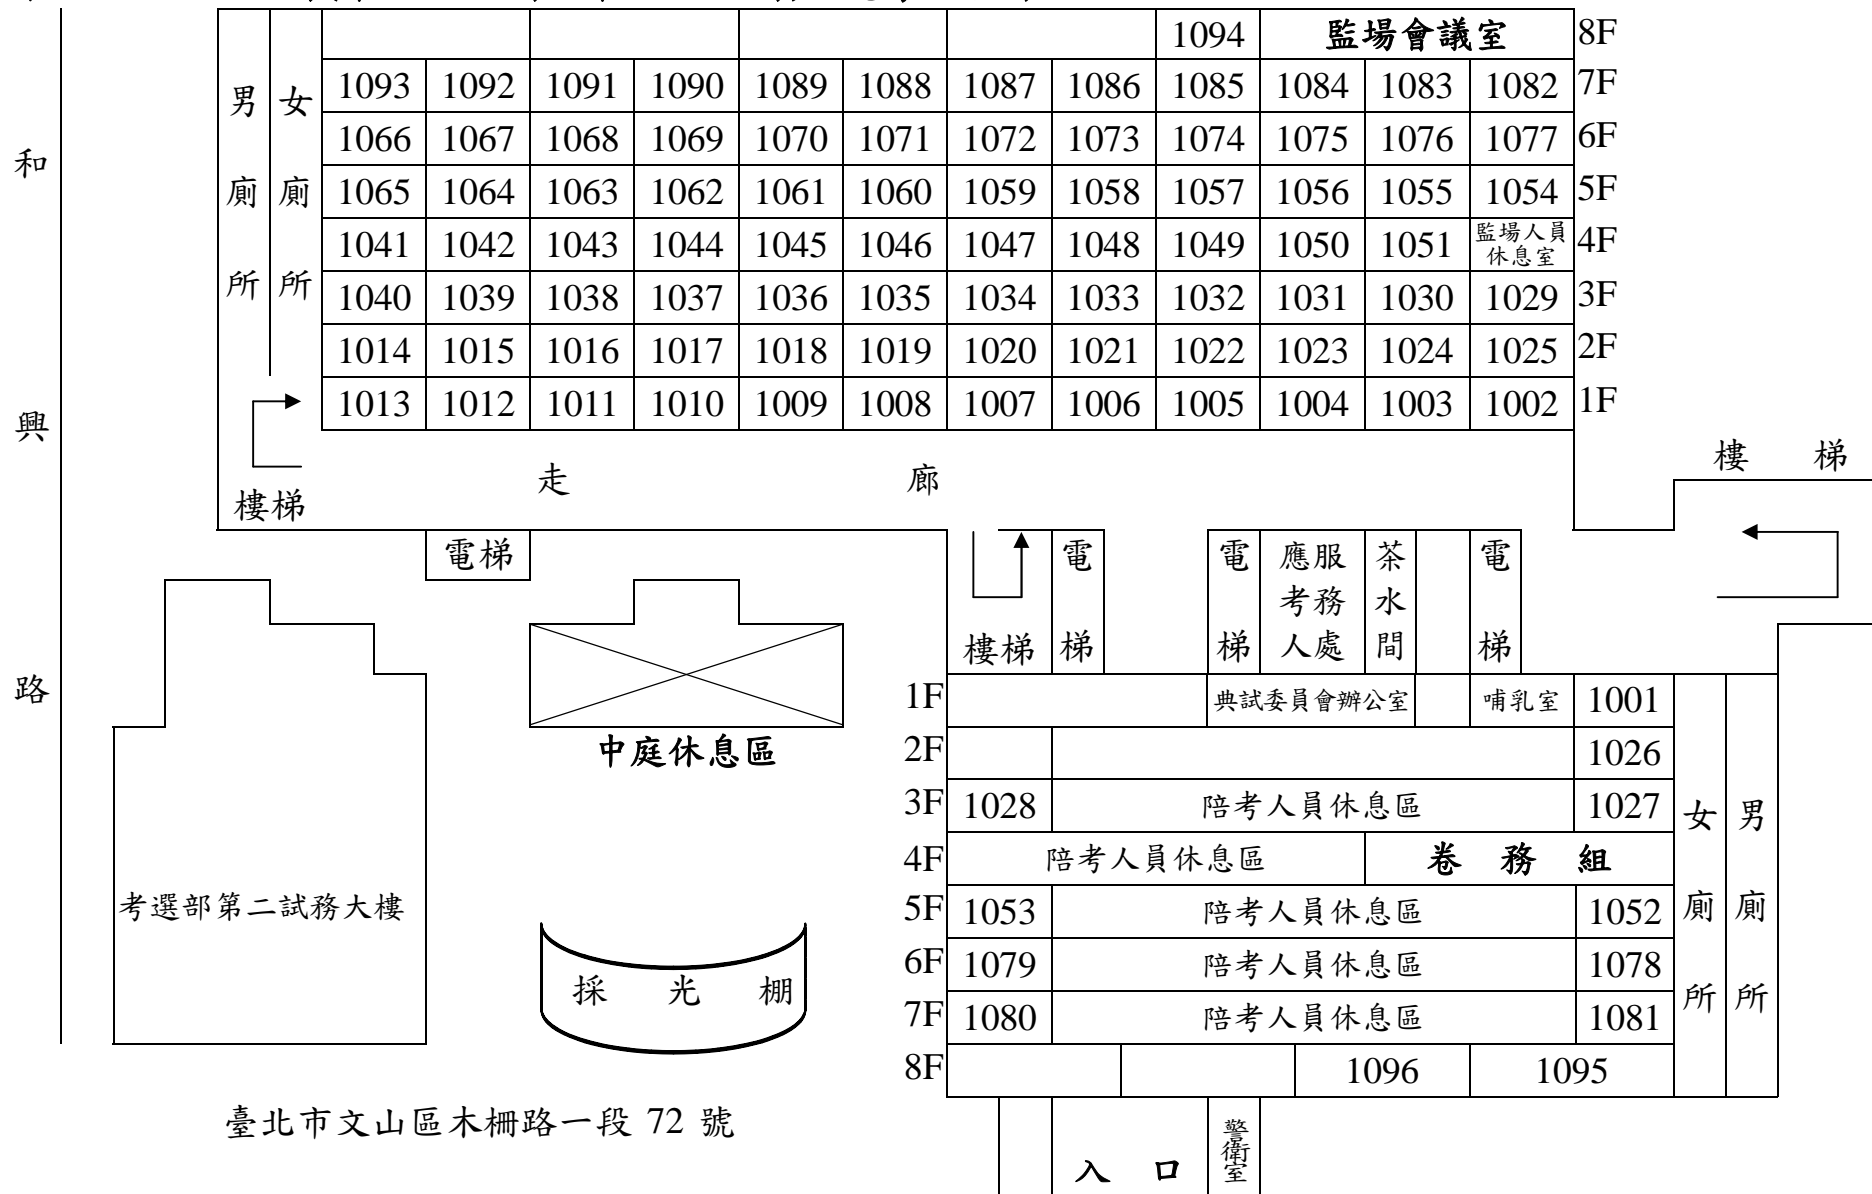 1094 監場會議室 8F
1093 1092 1091 1090 1089 1088 1087 1086 1085 1084 1083 1082 7F
1066 1067 1068 1069 1070 1071 1072 1073 1074 1075 1076 1077 6F
1065 1064 1063 1062 1061 1060 1059 1058 1057 1056 1055 1054 5F
1041 1042 1043 1044 1045 1046 1047 1048 1049 1050 1051 監場人員休息室 4F
1040 1039 1038 1037 1036 1035 1034 1033 1032 1031 1030 1029 3F
1014 1015 1016 1017 1018 1019 1020 1021 1022 1023 1024 1025 2F
1013 1012 1011 1010 1009 1008 1007 1006 1005 1004 1003 1002 1F
男廁所
女廁所
和興路
走廊
樓梯
樓梯
電梯
樓梯
電梯
電梯
應考人
服務處
茶水間
電梯
1F 典試委員會辦公室 哺乳室 1001
2F 1026
3F 1028 陪考人員休息區 1027
4F 陪考人員休息區 卷務組
5F 1053 陪考人員休息區 1052
6F 1079 陪考人員休息區 1078
7F 1080 陪考人員休息區 1081
8F 1096 1095
女廁所
男廁所
中庭休息區
考選部第二試務大樓
採光棚
臺北市文山區木柵路一段 72 號
入口
警衛室